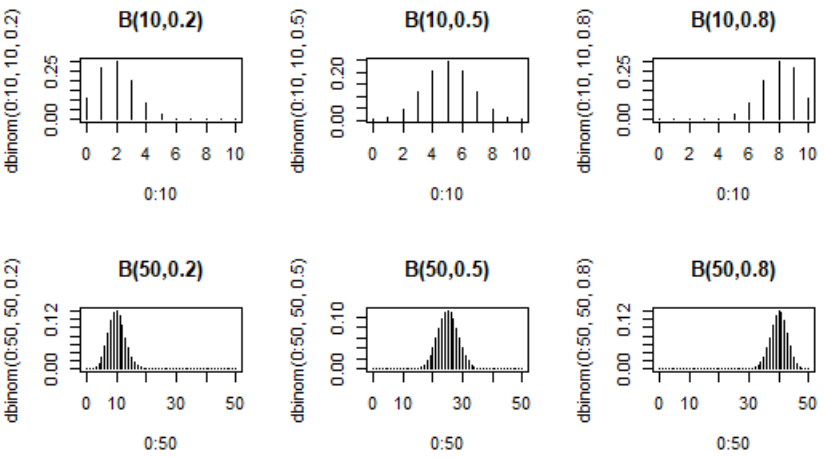 B(10,0.2)
dbinom(0:10, 10, 0.2)
0.00 0.25
0 2 4 6 8 10
0:10
B(10,0.5)
dbinom(0:10, 10, 0.5)
0.00 0.20
0 2 4 6 8 10
0:10
B(10,0.8)
dbinom(0:10, 10, 0.8)
0.00 0.25
0 2 4 6 8 10
0:10
B(50,0.2)
dbinom(0:50, 50, 0.2)
0.00 0.12
0 10 30 50
0:50
B(50,0.5)
dbinom(0:50, 50, 0.5)
0.00 0.10
0 10 30 50
0:50
B(50,0.8)
dbinom(0:50, 50, 0.8)
0.00 0.12
0 10 30 50
0:50